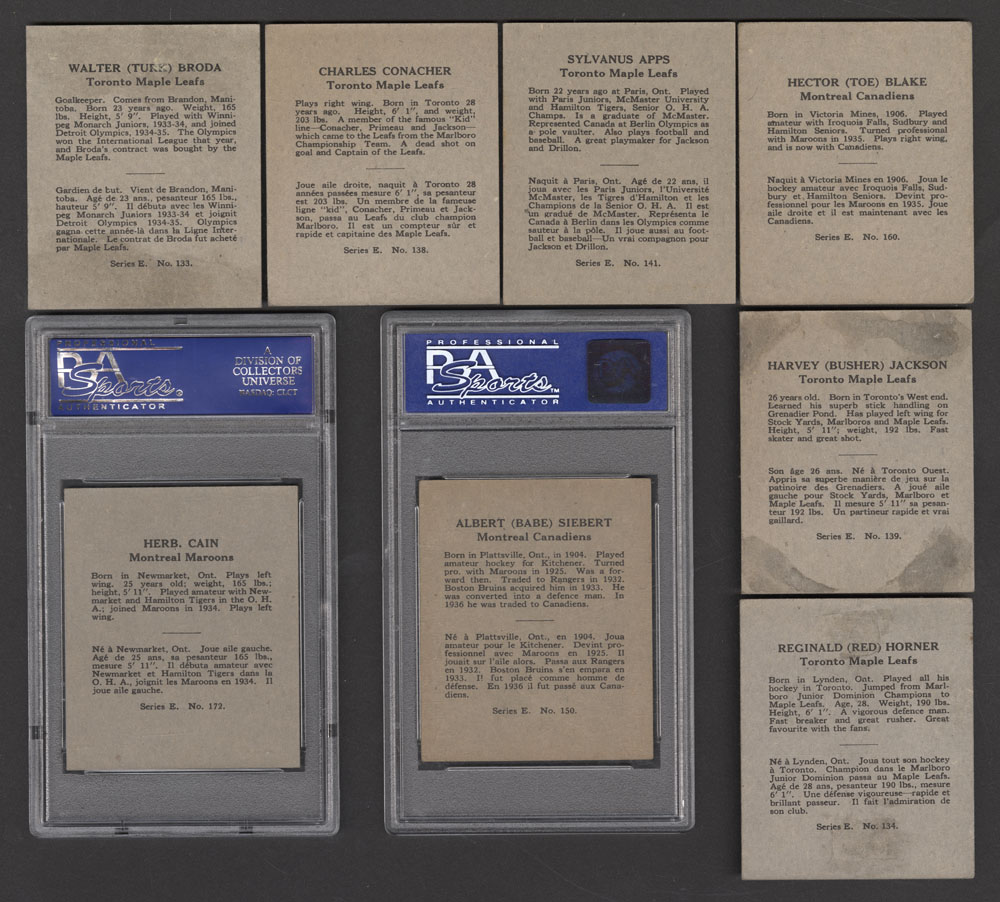 WALTER (TURK) BRODA
Toronto Maple Leafs
Goalkeeper. Comes from Brandon, Mani-
toba. Born 23 years ago. Weight, 165
lbs. Height, 5' 9". Played with Winni-
peg Monarch Juniors, 1933-34, and joined
Detroit Olympics, 1934-35. The Olympics
won the International League that year,
and Broda's contract was bought by the
Maple Leafs.
Gardien de but. Vient de Brandon, Mani-
toba. Agé de 23 ans, pesanteur 165 lbs.,
hauteur 5' 9". Il débuta avec les Winni-
peg Monarch Juniors 1933-34 et joignit
Detroit Olympics, 1934-35. Olympics
gagna cette année-là dans la Ligne Inter-
nationale. Le contrat de Broda fut acheté
par Maple Leafs.
Series E. No. 133.
CHARLES CONACHER
Toronto Maple Leafs
Plays right wing. Born in Toronto 28
years ago. Height, 6' 1", and weight,
203 lbs. A member of the famous "Kid"
line—Conacher, Primeau and Jackson—
which came to the Leafs from the Marlboro
Championship Team. A dead shot on
goal and Captain of the Leafs.
Joue aile droite, naquit à Toronto 28
années passées mesure 6' 1", sa pesanteur
est 203 lbs. Un membre de la fameuse
ligne "kid", Conacher, Primeau et Jack-
son, passa au Leafs du club champion
Marlboro. Il est un compteur sûr et
rapide et capitaine des Maple Leafs.
Series E. No. 138.
SYLVANUS APPS
Toronto Maple Leafs
Born 22 years ago at Paris, Ont. Played
with Paris Juniors, McMaster University
and Hamilton Tigers, Senior O. H. A.
Champs. Is a graduate of McMaster.
Represented Canada at Berlin Olympics as
a pole vaulter. Also plays football and
baseball. A great playmaker for Jackson
and Drillon.
Naquit à Paris, Ont. Agé de 22 ans, il
joua avec les Paris Juniors, l'Université
McMaster, les Tigres d'Hamilton et les
Champions de la Senior O. H. A. Il est
un gradué de McMaster. Représenta le
Canada à Berlin dans les Olympics comme
sauteur à la pôle. Il joue aussi au foot-
ball et baseball—Un vrai compagnon pour
Jackson et Drillon.
Series E. No. 141.
HECTOR (TOE) BLAKE
Montreal Canadiens
Born in Victoria Mines, 1906. Played
amateur with Iroquois Falls, Sudbury and
Hamilton Seniors. Turned professional
with Maroons in 1935. Plays right wing,
and is now with Canadiens.
Naquit à Victoria Mines en 1906. Joua le
hockey amateur avec Iroquois Falls, Sud-
bury et Hamilton Seniors. Devint pro-
fessionnel pour les Maroons en 1935. Joue
aile droite et il est maintenant avec les
Canadiens.
Series E. No. 160.
PROFESSIONAL
PSA
Sports®
AUTHENTICATOR
A
DIVISION OF
COLLECTORS
UNIVERSE
NASDAQ: CLCT
HERB. CAIN
Montreal Maroons
Born in Newmarket, Ont. Plays left
wing. 25 years old; weight, 165 lbs.;
height, 5' 11". Played amateur with New-
market and Hamilton Tigers in the O. H.
A.; joined Maroons in 1934. Plays left
wing.
Né à Newmarket, Ont. Joue aile gauche.
Agé de 25 ans, sa pesanteur 165 lbs.,
mesure 5' 11". Il débuta amateur avec
Newmarket et Hamilton Tigers dans la
O. H. A., joignit les Maroons en 1934. Il
joue aile gauche.
Series E. No. 172.
PROFESSIONAL
PSA
Sports™
AUTHENTICATOR
ALBERT (BABE) SIEBERT
Montreal Canadiens
Born in Plattsville, Ont., in 1904. Played
amateur hockey for Kitchener. Turned
pro. with Maroons in 1925. Was a for-
ward then. Traded to Rangers in 1932.
Boston Bruins acquired him in 1933. He
was converted into a defence man. In
1936 he was traded to Canadiens.
Né à Plattsville, Ont., en 1904. Joua
amateur pour le Kitchener. Devint pro-
fessionnel avec Maroons en 1925. Il
jouait sur l'aile alors. Passa aux Rangers
en 1932. Boston Bruins s'en empara en
1933. Il fut placé comme homme de
défense. En 1936 il fut passé aux Cana-
diens.
Series E. No. 150.
HARVEY (BUSHER) JACKSON
Toronto Maple Leafs
26 years old. Born in Toronto's West end.
Learned his superb stick handling on
Grenadier Pond. Has played left wing for
Stock Yards, Marlboros and Maple Leafs.
Height, 5' 11"; weight, 192 lbs. Fast
skater and great shot.
Son âge 26 ans. Né à Toronto Ouest.
Appris sa superbe manière de jeu sur la
patinoire des Grenadiers. A joué aile
gauche pour Stock Yards, Marlboro et
Maple Leafs. Il mesure 5' 11" sa pesan-
teur 192 lbs. Un partineur rapide et vrai
gaillard.
Series E. No. 139.
REGINALD (RED) HORNER
Toronto Maple Leafs
Born in Lynden, Ont. Played all his
hockey in Toronto. Jumped from Marl-
boro Junior Dominion Champions to
Maple Leafs. Age, 28. Weight, 190 lbs.
Height, 6' 1". A vigorous defence man.
Fast breaker and great rusher. Great
favourite with the fans.
Né à Lynden, Ont. Joua tout son hockey
à Toronto. Champion dans le Marlboro
Junior Dominion passa au Maple Leafs.
Agé de 28 ans, pesanteur 190 lbs., mesure
6' 1". Une défense vigoureuse—rapide et
brillant passeur. Il fait l'admiration de
son club.
Series E. No. 134.